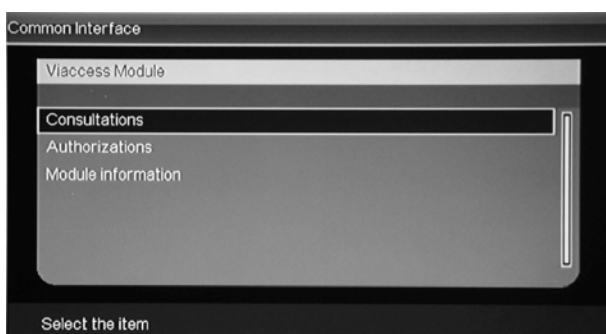 Common Interface
Viaccess Module
Consultations
Authorizations
Module information
Select the item